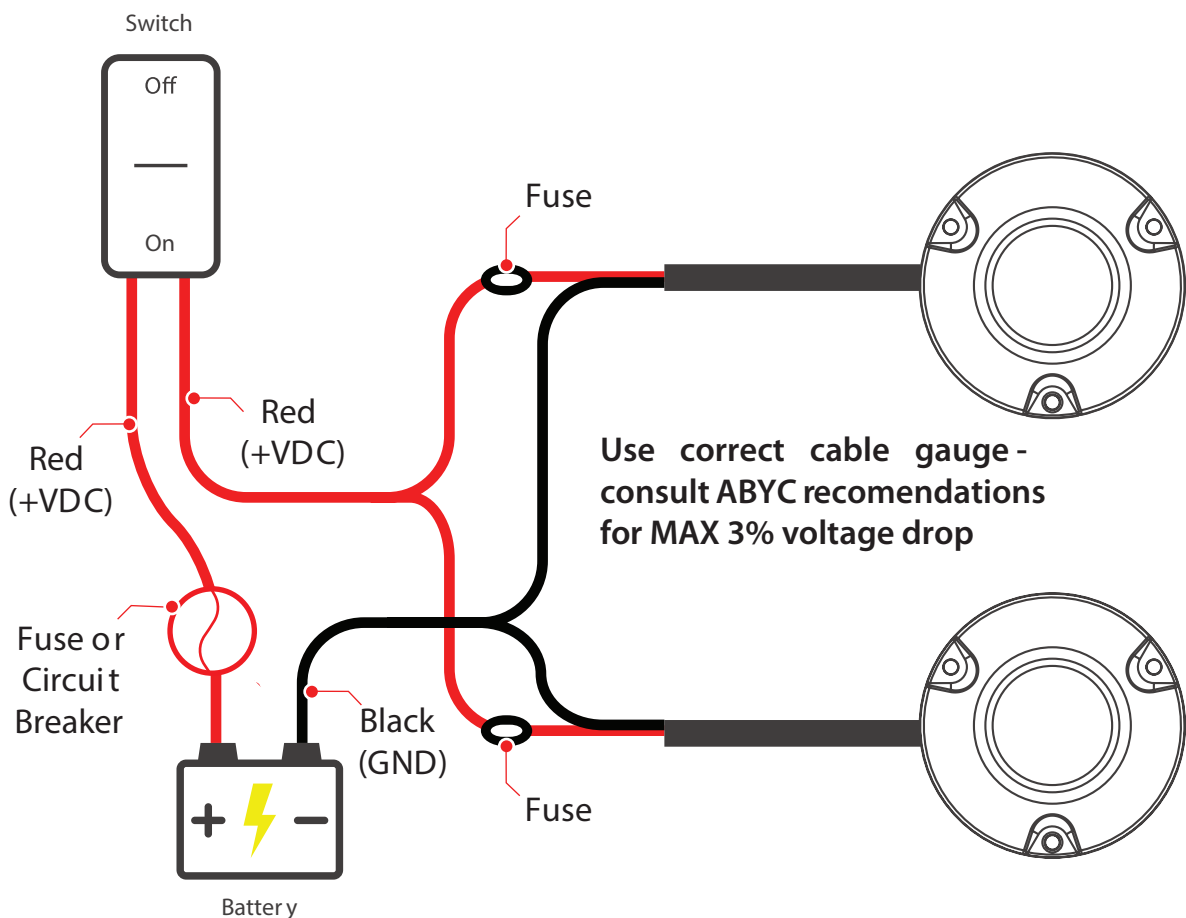 Switch
Off
On
Fuse
Red
(+VDC)
Red
(+VDC)
Use correct cable gauge -
consult ABYC recomendations
for MAX 3% voltage drop
Fuse or
Circuit
Breaker
Black
(GND)
Fuse
+ -
Battery